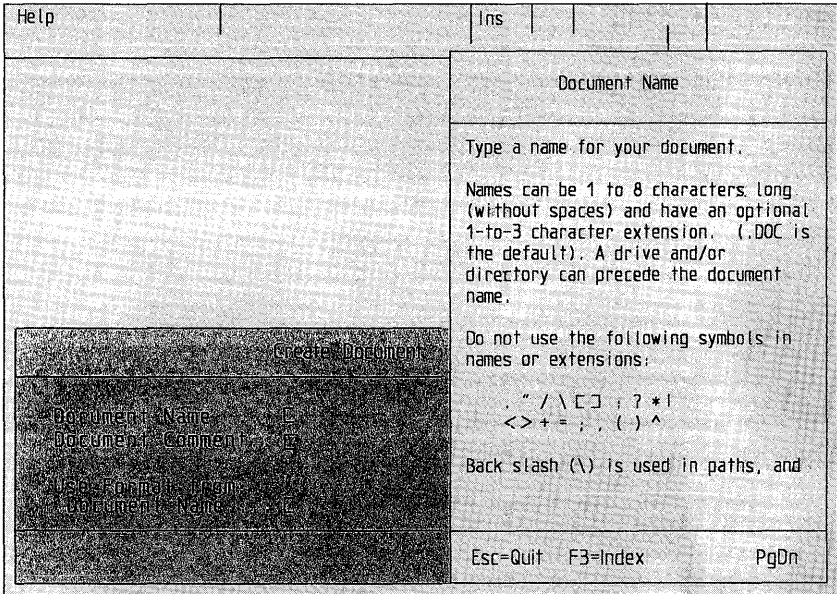 Help
Ins
Document Name
Type a name for your document.
Names can be 1 to 8 characters long
(without spaces) and have an optional
1-to-3 character extension. (.DOC is
the default). A drive and/or
directory can precede the document
name.
Create Document
Do not use the following symbols in
names or extensions:
Document Name
. " / \ [ ] : ? * |
< > + = ; , ( ) ^
Document Comment
Back slash (\) is used in paths, and
Use Format From
Document Name
Esc=Quit F3=Index PgDn